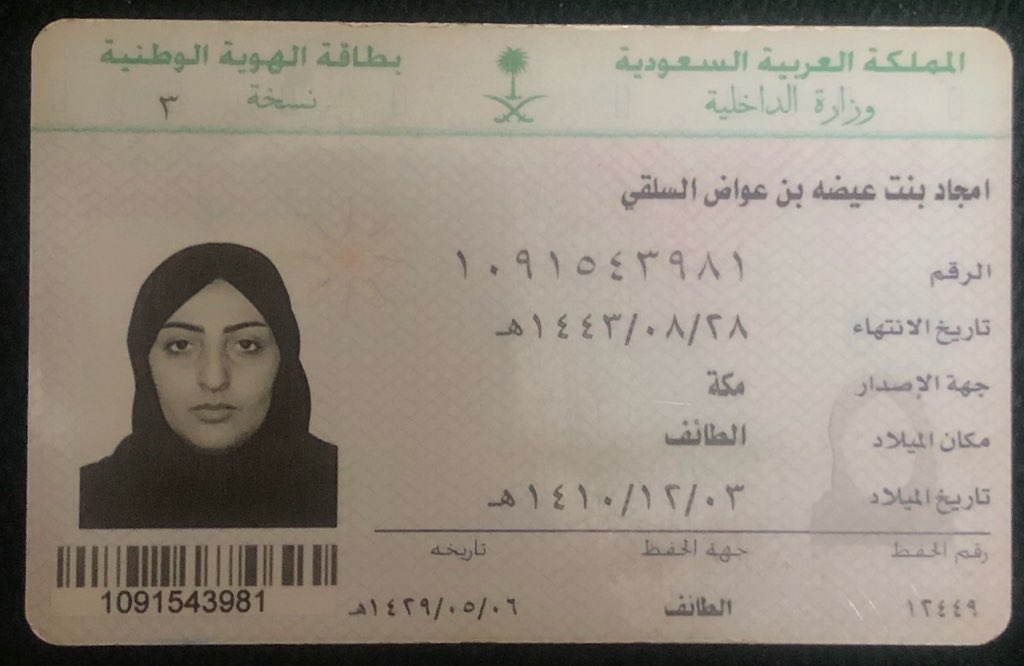 المملكة العربية السعودية
وزارة الداخلية
بطاقة الهوية الوطنية
نسخة ٣
امجاد بنت عيضه بن عواض السلقي
الرقم ١٠٩١٥٤٣٩٨١
تاريخ الانتهاء ١٤٤٣/٠٨/٢٨هـ
جهة الإصدار مكة
مكان الميلاد الطائف
تاريخ الميلاد ١٤١٠/١٢/٠٣هـ
رقم الحفظ جهة الحفظ تاريخه
١٢٤٤٩ الطائف ١٤٢٩/٠٥/٠٦هـ
1091543981